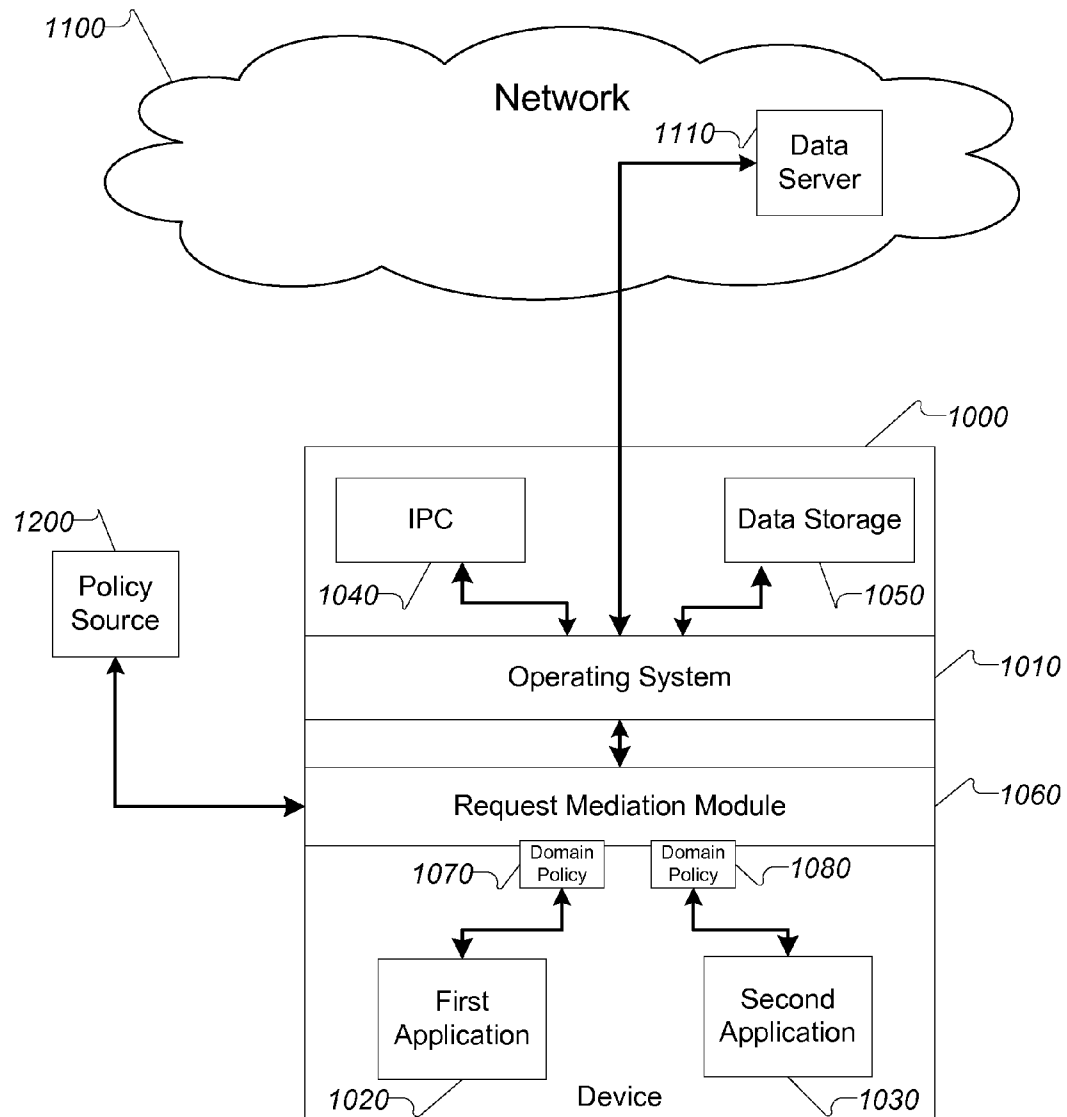 1100
Network
1110
Data
Server
1000
1200
Policy
Source
IPC
Data Storage
1040
1050
Operating System
1010
Request Mediation Module
1060
1070
Domain
Policy
Domain
Policy
1080
First
Application
Second
Application
1020
Device
1030